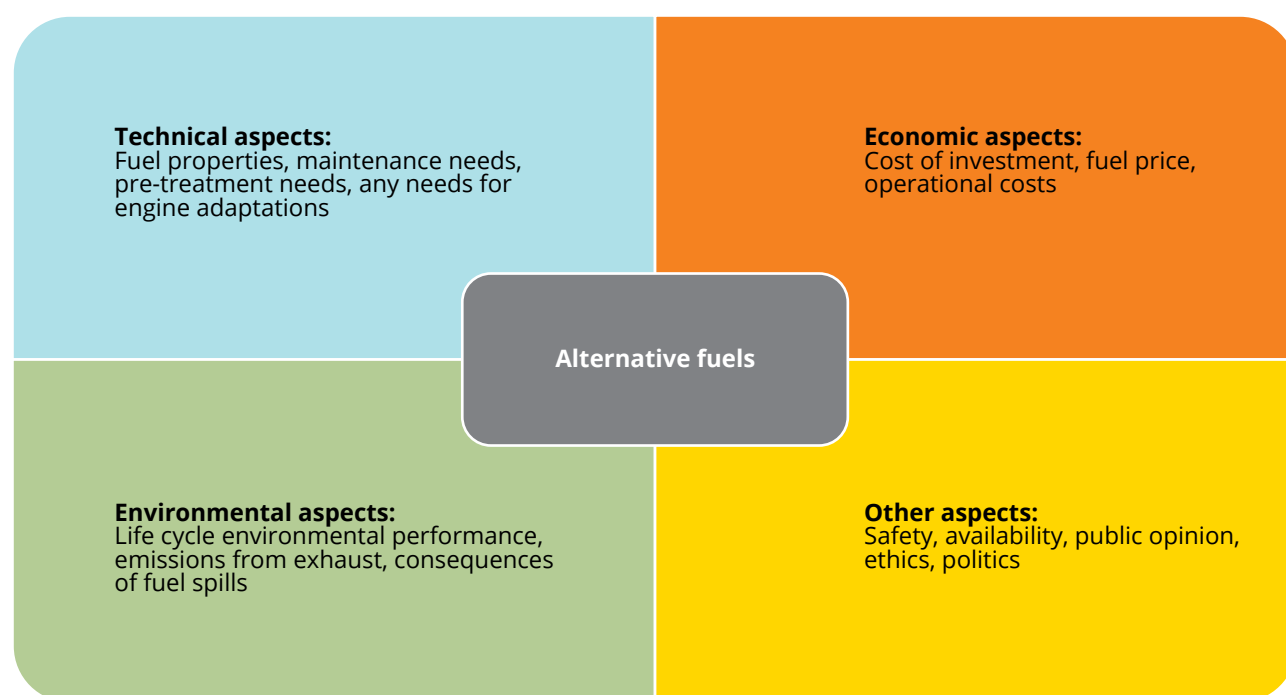 Technical aspects:
Fuel properties, maintenance needs,
pre-treatment needs, any needs for
engine adaptations
Economic aspects:
Cost of investment, fuel price,
operational costs
Alternative fuels
Environmental aspects:
Life cycle environmental performance,
emissions from exhaust, consequences
of fuel spills
Other aspects:
Safety, availability, public opinion,
ethics, politics